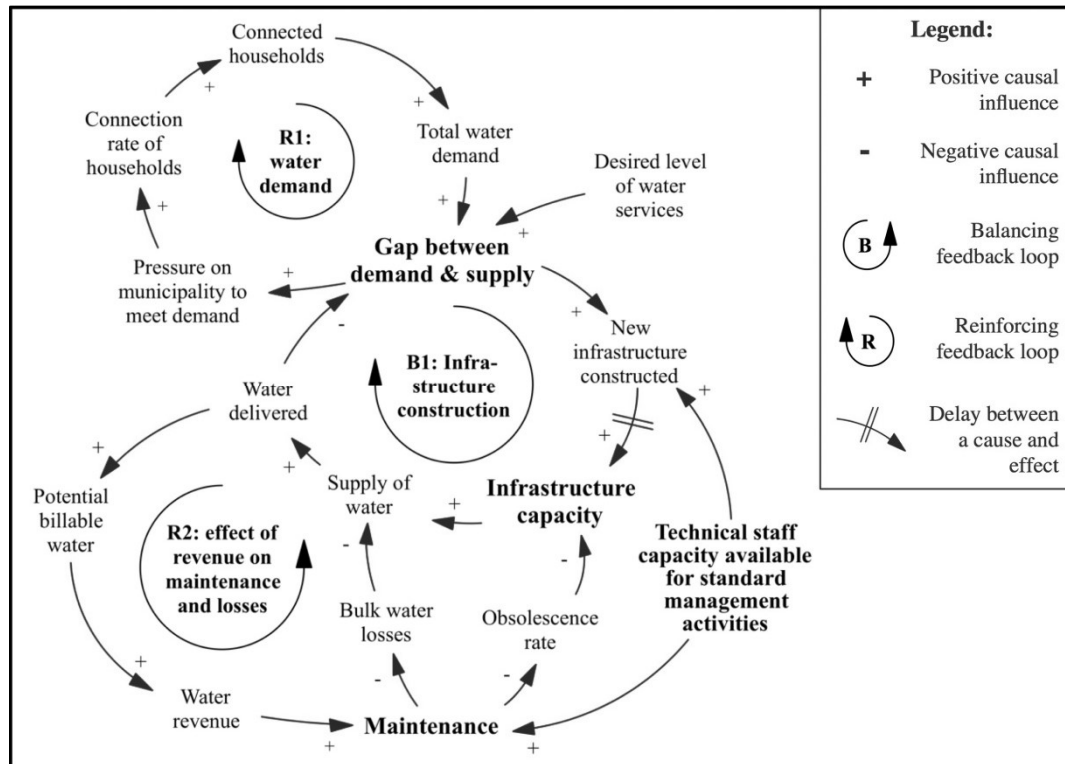 Connected
households
+
+
Connection
rate of
households
R1:
water
demand
Total water
demand
Desired level
of water
services
+
+
+
Gap between
demand & supply
Pressure on
municipality to
meet demand
+
+
-
New
infrastructure
constructed
B1: Infra-
structure
construction
Water
delivered
+
+
+
+
Potential
billable
water
Supply of
water
+
Infrastructure
capacity
R2: effect of
revenue on
maintenance
and losses
-
-
Technical staff
capacity available
for standard
management
activities
Bulk water
losses
Obsolescence
rate
+
-
-
Water
revenue
Maintenance
+
+
Legend:
+
Positive causal
influence
-
Negative causal
influence
B
Balancing
feedback loop
R
Reinforcing
feedback loop
Delay between
a cause and
effect